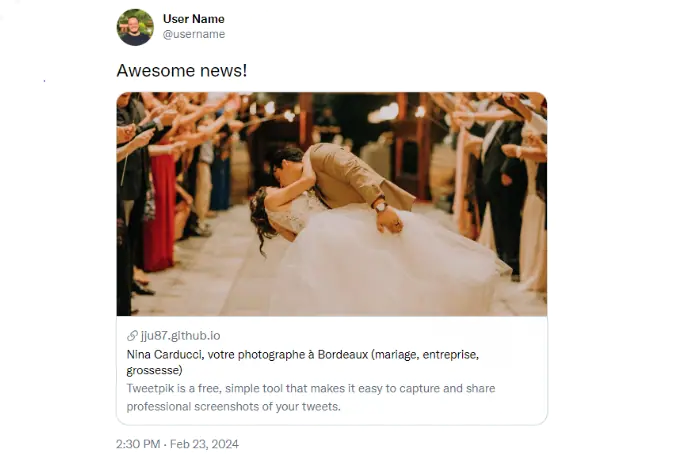 User Name
@username
Awesome news!
jju87.github.io
Nina Carducci, votre photographe à Bordeaux (mariage, entreprise,
grossesse)
Tweetpik is a free, simple tool that makes it easy to capture and share
professional screenshots of your tweets.
2:30 PM · Feb 23, 2024